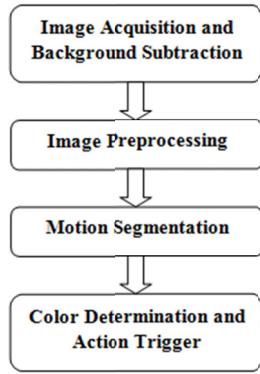 Image Acquisition and
Background Subtraction
Image Preprocessing
Motion Segmentation
Color Determination and
Action Trigger